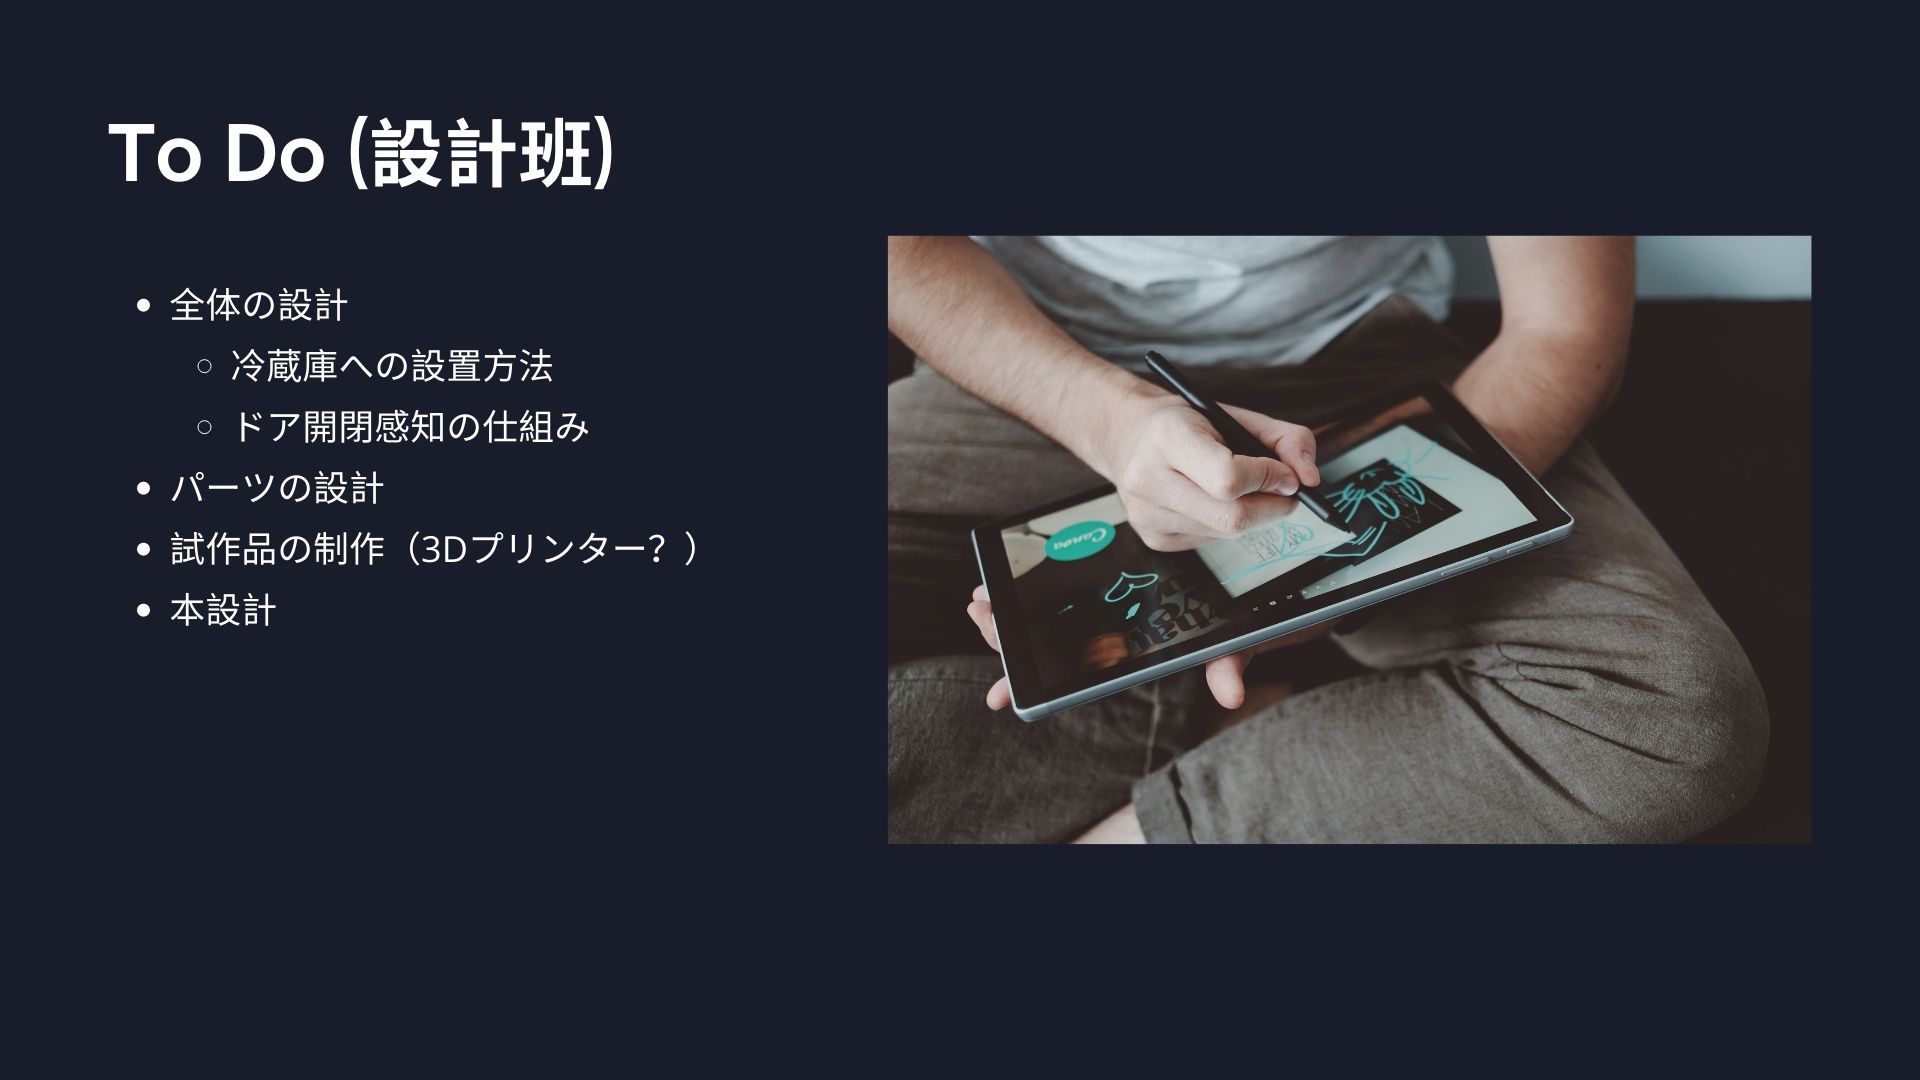 To Do (設計班)
全体の設計
冷蔵庫への設置方法
ドア開閉感知の仕組み
パーツの設計
試作品の制作（3Dプリンター？）
本設計
Canva